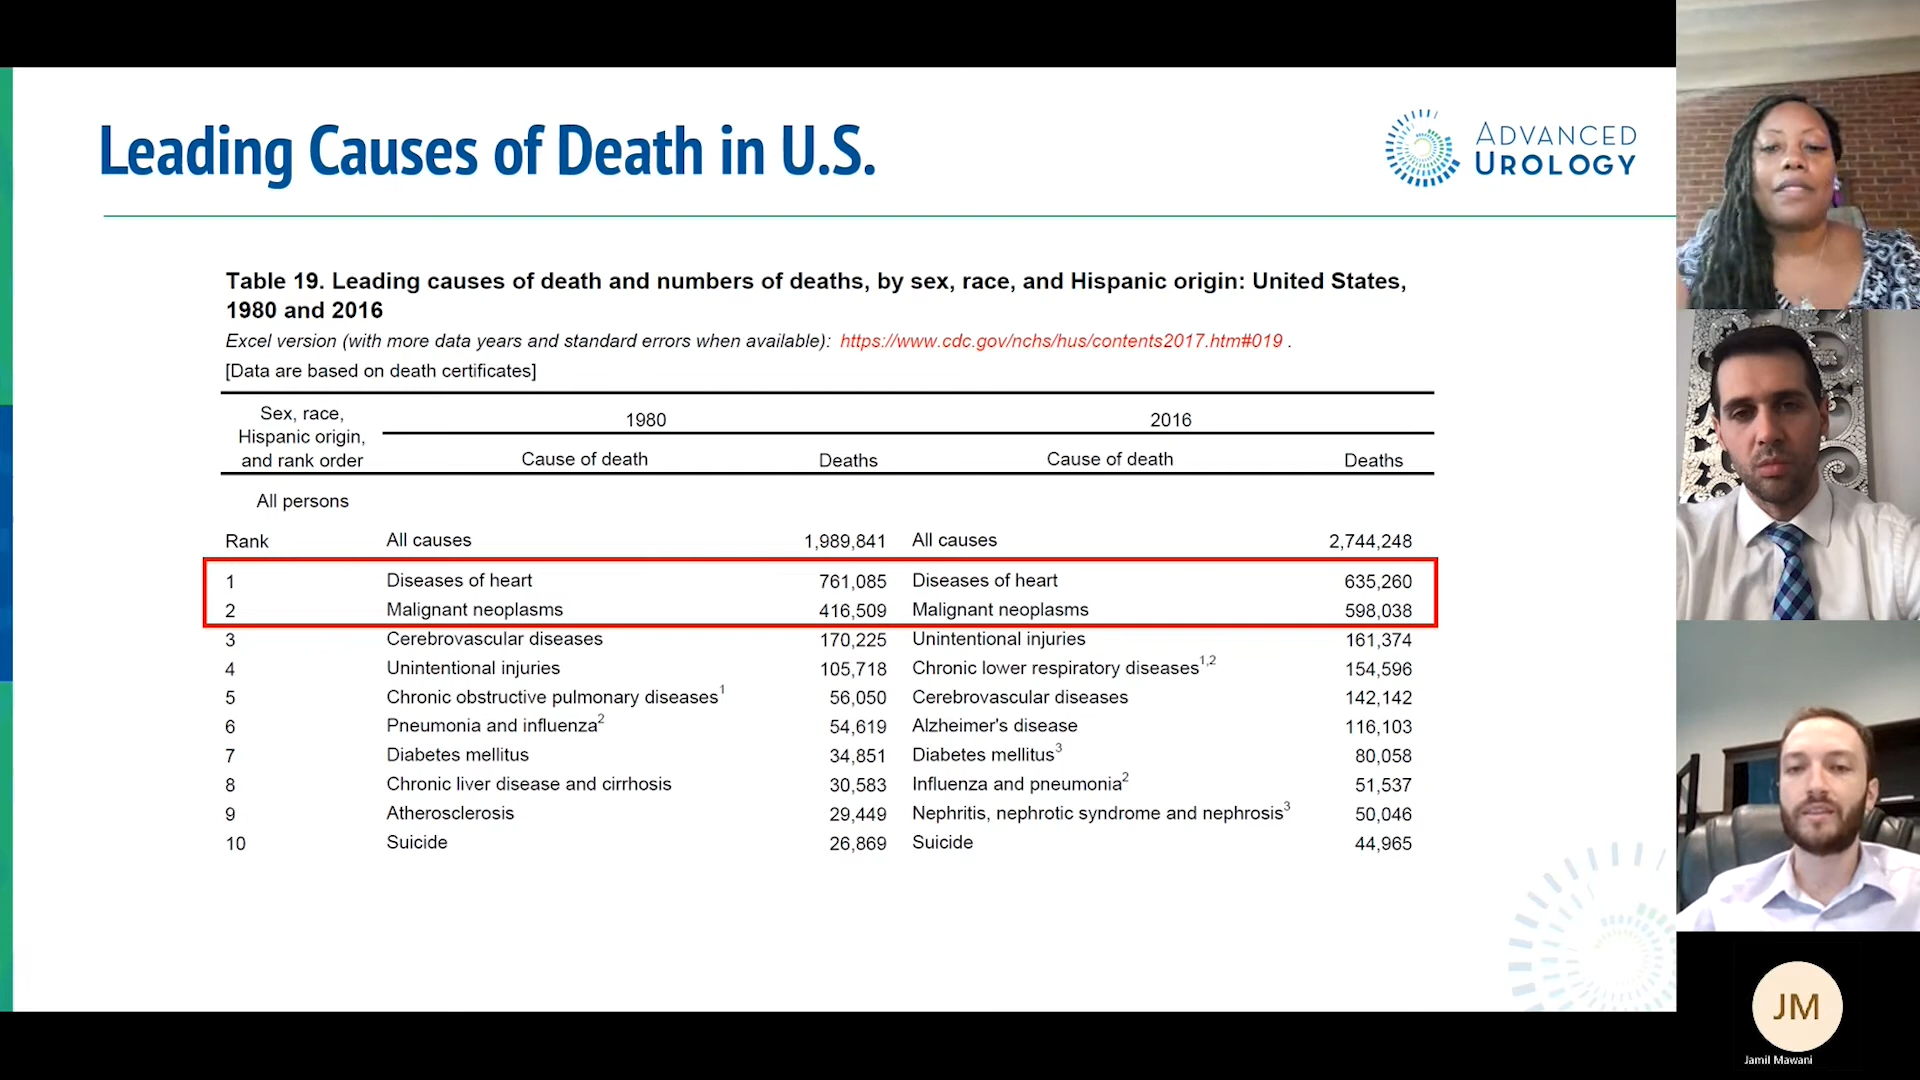 Leading Causes of Death in U.S.
ADVANCED
UROLOGY
Table 19. Leading causes of death and numbers of deaths, by sex, race, and Hispanic origin: United States,
1980 and 2016
Excel version (with more data years and standard errors when available): https://www.cdc.gov/nchs/hus/contents2017.htm#019 .
[Data are based on death certificates]
Sex, race,
Hispanic origin,
and rank order
1980
2016
Cause of death Deaths Cause of death Deaths
All persons
Rank All causes 1,989,841 All causes 2,744,248
1 Diseases of heart 761,085 Diseases of heart 635,260
2 Malignant neoplasms 416,509 Malignant neoplasms 598,038
3 Cerebrovascular diseases 170,225 Unintentional injuries 161,374
4 Unintentional injuries 105,718 Chronic lower respiratory diseases1,2 154,596
5 Chronic obstructive pulmonary diseases1 56,050 Cerebrovascular diseases 142,142
6 Pneumonia and influenza2 54,619 Alzheimer's disease 116,103
7 Diabetes mellitus 34,851 Diabetes mellitus3 80,058
8 Chronic liver disease and cirrhosis 30,583 Influenza and pneumonia2 51,537
9 Atherosclerosis 29,449 Nephritis, nephrotic syndrome and nephrosis3 50,046
10 Suicide 26,869 Suicide 44,965
JM
Jamil Mawani